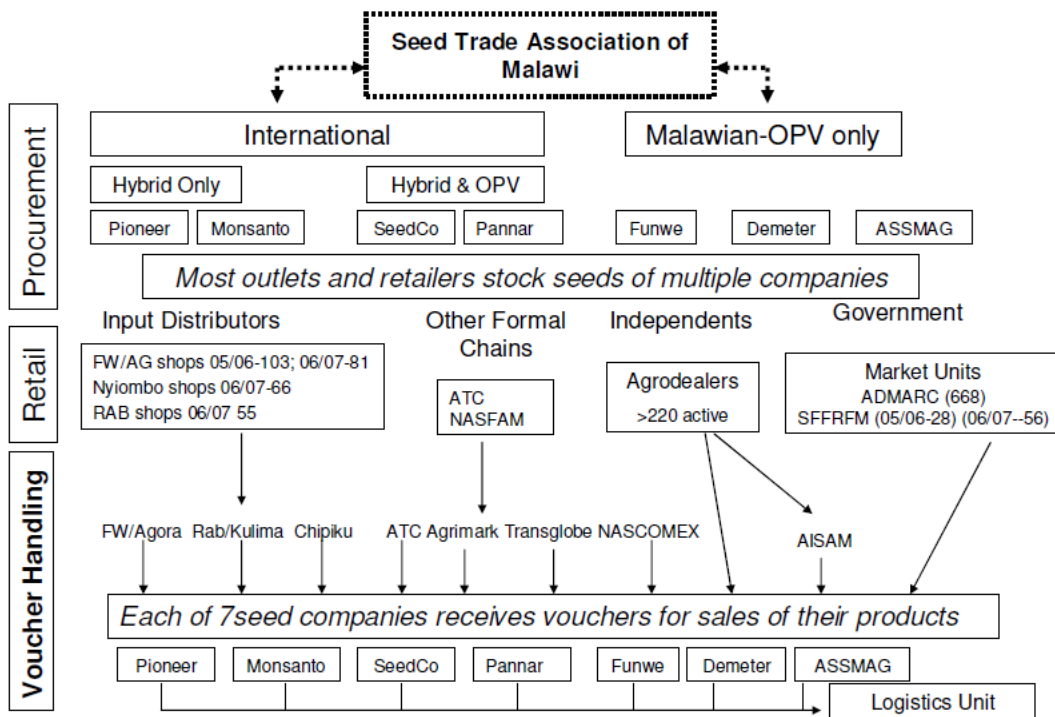 Seed Trade Association of
Malawi
Procurement
International
Malawian-OPV only
Hybrid Only
Hybrid & OPV
Pioneer
Monsanto
SeedCo
Pannar
Funwe
Demeter
ASSMAG
Most outlets and retailers stock seeds of multiple companies
Retail
Input Distributors
FW/AG shops 05/06-103; 06/07-81
Nyiombo shops 06/07-66
RAB shops 06/07 55
Other Formal
Chains
ATC
NASFAM
Independents
Agrodealers
>220 active
Government
Market Units
ADMARC (668)
SFFRFM (05/06-28) (06/07--56)
Voucher Handling
FW/Agora
Rab/Kulima
Chipiku
ATC
Agrimark
Transglobe
NASCOMEX
AISAM
Each of 7seed companies receives vouchers for sales of their products
Pioneer
Monsanto
SeedCo
Pannar
Funwe
Demeter
ASSMAG
Logistics Unit